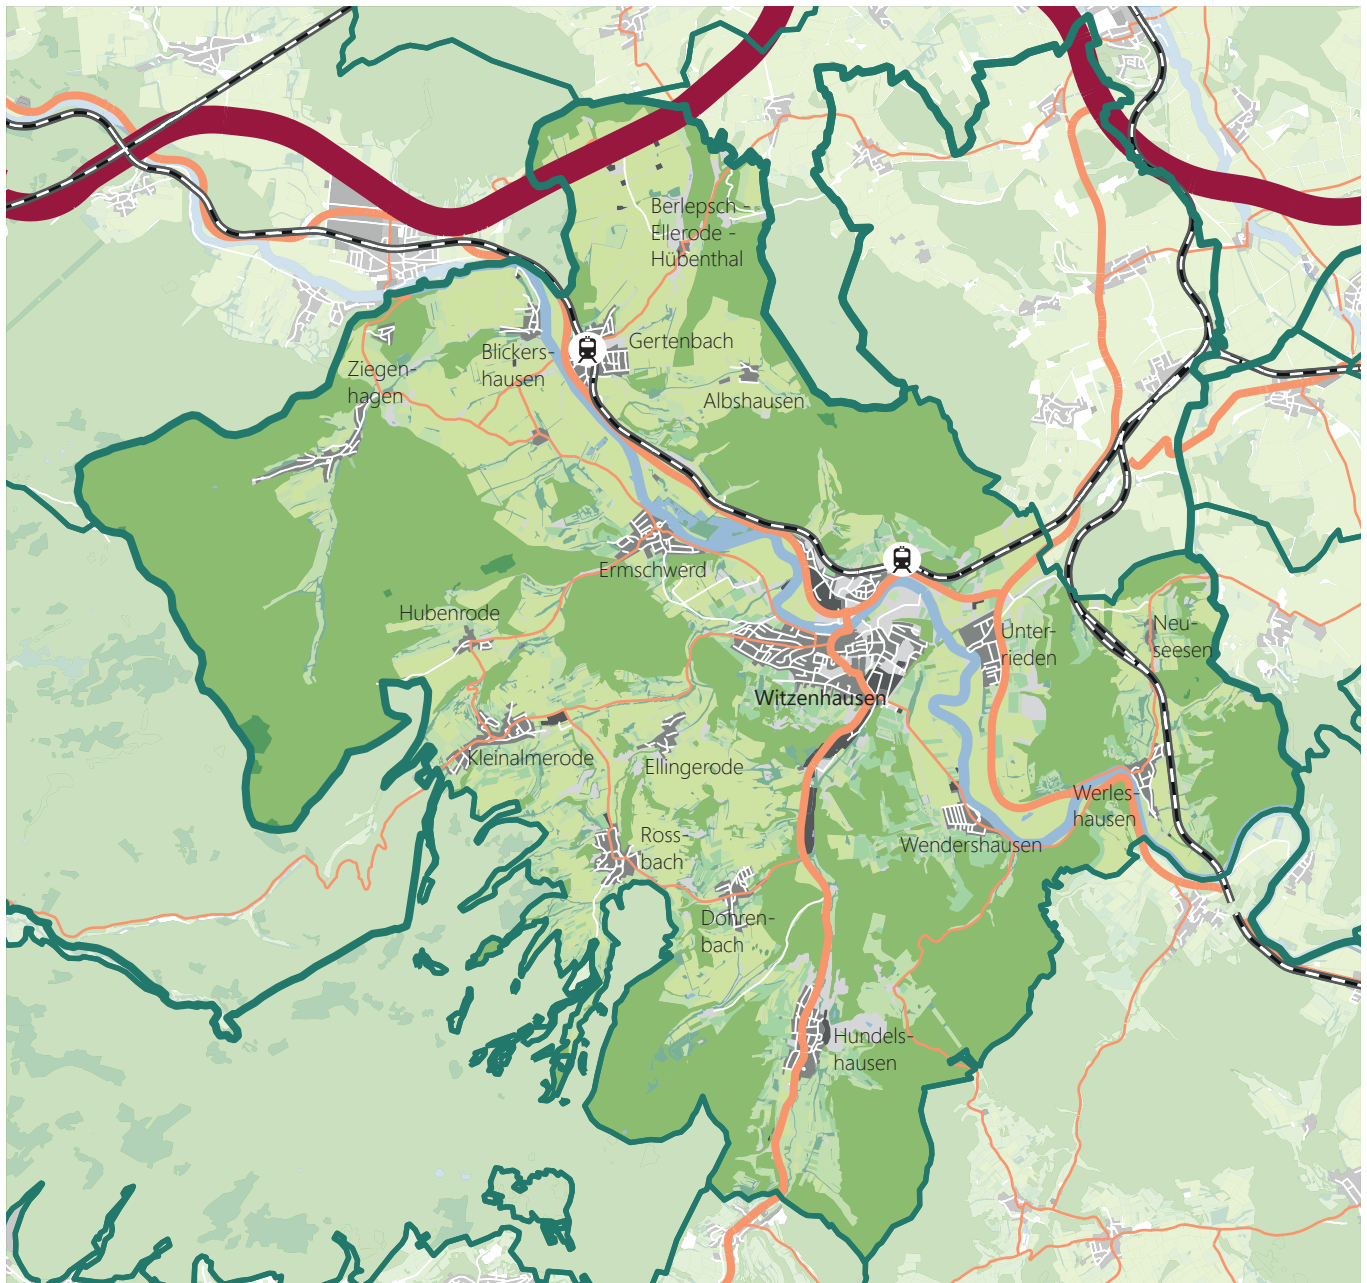 Berlepsch -
Ellerode -
Hübenthal
Gertenbach
Blickers-
hausen
Ziegen-
hagen
Albshausen
Ermschwerd
Hubenrode
Unter-
rieden
Neu-
seesen
Witzenhausen
Kleinalmerode
Ellingerode
Werles-
hausen
Wendershausen
Ross-
bach
Dohren-
bach
Hundels-
hausen